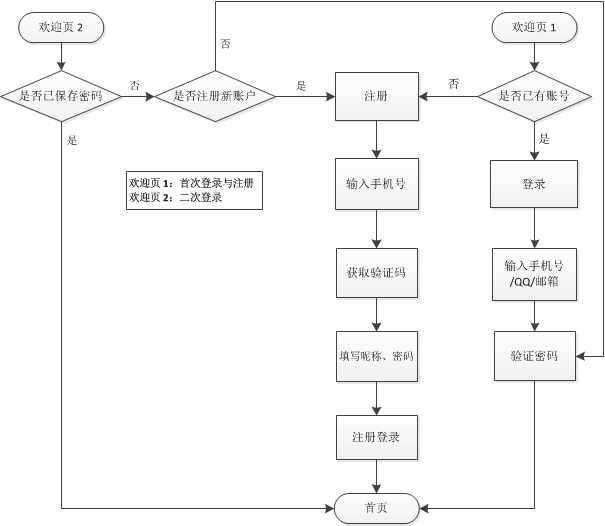 欢迎页 2
欢迎页 1
否
是否已保存密码
否
是否注册新账户
是
注册
否
是否已有账号
是
是
欢迎页 1：首次登录与注册
欢迎页 2：二次登录
输入手机号
登录
获取验证码
输入手机号
/QQ/邮箱
填写昵称、密码
验证密码
注册登录
首页